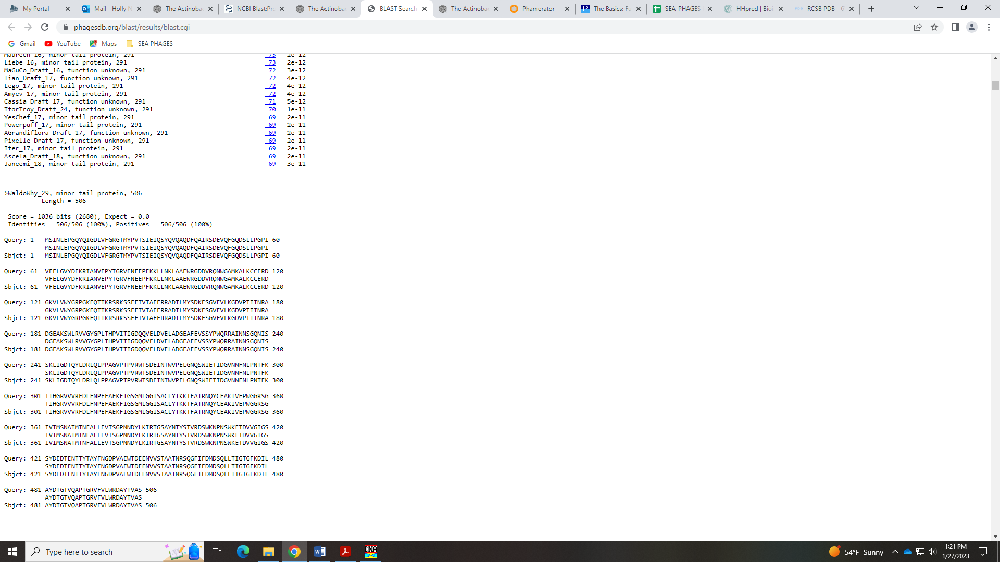 My Portal
Mail - Holly N
The Actinoba
NCBI Blast:Pro
The Actinoba
BLAST Search
The Actinoba
Phamerator
The Basics: Fu
SEA-PHAGES
HHpred | Bioi
RCSB PDB - 6
phagesdb.org/blast/results/blast.cgi
Gmail YouTube Maps SEA PHAGES
Maureen_16, minor tail protein, 291 73 2e-12
Liebe_16, minor tail protein, 291 73 2e-12
MaGuCo_Draft_16, function unknown, 291 72 3e-12
Tian_Draft_17, function unknown, 291 72 4e-12
Lego_17, minor tail protein, 291 72 4e-12
Amyev_17, minor tail protein, 291 72 4e-12
Cassia_Draft_17, function unknown, 291 71 5e-12
TforTroy_Draft_24, function unknown, 291 70 1e-11
YesChef_17, minor tail protein, 291 69 2e-11
Powerpuff_17, minor tail protein, 291 69 2e-11
AGrandiflora_Draft_17, function unknown, 291 69 2e-11
Pixelle_Draft_17, function unknown, 291 69 2e-11
Iter_17, minor tail protein, 291 69 2e-11
Ascela_Draft_18, function unknown, 291 69 2e-11
Janeemi_18, minor tail protein, 291 69 3e-11
>WaldoWhy_29, minor tail protein, 506
Length = 506
Score = 1036 bits (2680), Expect = 0.0
Identities = 506/506 (100%), Positives = 506/506 (100%)
Query: 1 MSINLEPGQYQIGDLVFGRGTMYPVTSIEIQSYQVQAQDFQAIRSDEVQFGQDSLLPGPI 60
MSINLEPGQYQIGDLVFGRGTMYPVTSIEIQSYQVQAQDFQAIRSDEVQFGQDSLLPGPI
Sbjct: 1 MSINLEPGQYQIGDLVFGRGTMYPVTSIEIQSYQVQAQDFQAIRSDEVQFGQDSLLPGPI 60
Query: 61 VFELGVYDFKRIANVEPYTGRVFNEEPFKKLLNKLAAEWRGDDVRQNWGAMKALKCCERD 120
VFELGVYDFKRIANVEPYTGRVFNEEPFKKLLNKLAAEWRGDDVRQNWGAMKALKCCERD
Sbjct: 61 VFELGVYDFKRIANVEPYTGRVFNEEPFKKLLNKLAAEWRGDDVRQNWGAMKALKCCERD 120
Query: 121 GKVLVWYGRPGKFQTTKRSRKSSFFTVTAEFRRADTLMYSDKESGVEVLKGDVPTIINRA 180
GKVLVWYGRPGKFQTTKRSRKSSFFTVTAEFRRADTLMYSDKESGVEVLKGDVPTIINRA
Sbjct: 121 GKVLVWYGRPGKFQTTKRSRKSSFFTVTAEFRRADTLMYSDKESGVEVLKGDVPTIINRA 180
Query: 181 DGEAKSWLRVVGYGPLTHPVITIGDQQVELDVELADGEAFEVSSYPWQRRAINNSGQNIS 240
DGEAKSWLRVVGYGPLTHPVITIGDQQVELDVELADGEAFEVSSYPWQRRAINNSGQNIS
Sbjct: 181 DGEAKSWLRVVGYGPLTHPVITIGDQQVELDVELADGEAFEVSSYPWQRRAINNSGQNIS 240
Query: 241 SKLIGDTQYLDRLQLPPAGVPTPVRWTSDEINTWVPELGNQSWIETIDGVNNFNLPNTFK 300
SKLIGDTQYLDRLQLPPAGVPTPVRWTSDEINTWVPELGNQSWIETIDGVNNFNLPNTFK
Sbjct: 241 SKLIGDTQYLDRLQLPPAGVPTPVRWTSDEINTWVPELGNQSWIETIDGVNNFNLPNTFK 300
Query: 301 TIHGRVVVRFDLFNPEFAEKFIGSGMLGGISACLYTKKTFATRNQYCEAKIVEPWGGRSG 360
TIHGRVVVRFDLFNPEFAEKFIGSGMLGGISACLYTKKTFATRNQYCEAKIVEPWGGRSG
Sbjct: 301 TIHGRVVVRFDLFNPEFAEKFIGSGMLGGISACLYTKKTFATRNQYCEAKIVEPWGGRSG 360
Query: 361 IVIMSNATMTNFALLEVTSGPNNDYLKIRTGSAYNTYSTVRDSWKNPNSWKETDVVGIGS 420
IVIMSNATMTNFALLEVTSGPNNDYLKIRTGSAYNTYSTVRDSWKNPNSWKETDVVGIGS
Sbjct: 361 IVIMSNATMTNFALLEVTSGPNNDYLKIRTGSAYNTYSTVRDSWKNPNSWKETDVVGIGS 420
Query: 421 SYDEDTENTTYTAYFNGDPVAEWTDEENVVSTAATNRSQGFIFDMDSQLLTIGTGFKDIL 480
SYDEDTENTTYTAYFNGDPVAEWTDEENVVSTAATNRSQGFIFDMDSQLLTIGTGFKDIL
Sbjct: 421 SYDEDTENTTYTAYFNGDPVAEWTDEENVVSTAATNRSQGFIFDMDSQLLTIGTGFKDIL 480
Query: 481 AYDTGTVQAPTGRVFVLWRDAYTVAS 506
AYDTGTVQAPTGRVFVLWRDAYTVAS
Sbjct: 481 AYDTGTVQAPTGRVFVLWRDAYTVAS 506
Type here to search
DNA
54°F Sunny
1:21 PM
1/27/2023